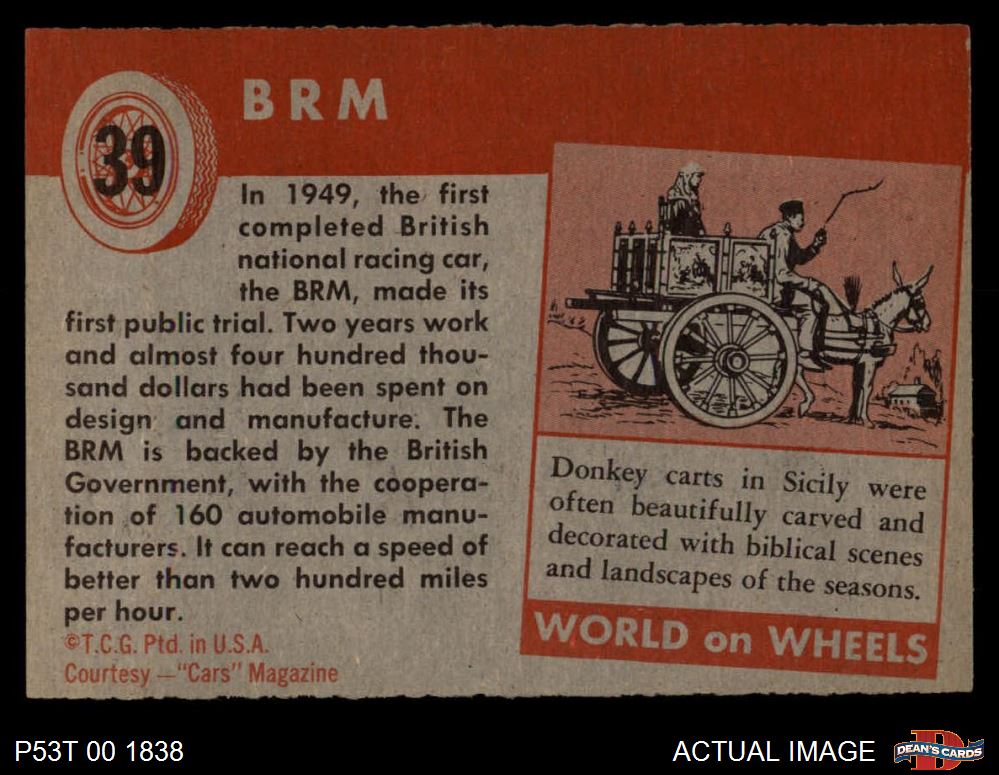 39
BRM
In 1949, the first
completed British
national racing car,
the BRM, made its
first public trial. Two years work
and almost four hundred thou-
sand dollars had been spent on
design and manufacture. The
BRM is backed by the British
Government, with the coopera-
tion of 160 automobile manu-
facturers. It can reach a speed of
better than two hundred miles
per hour.
©T.C.G. Ptd. in U.S.A.
Courtesy — "Cars" Magazine
Donkey carts in Sicily were
often beautifully carved and
decorated with biblical scenes
and landscapes of the seasons.
WORLD on WHEELS
P53T 00 1838
ACTUAL IMAGE
D
DEAN'S CARDS